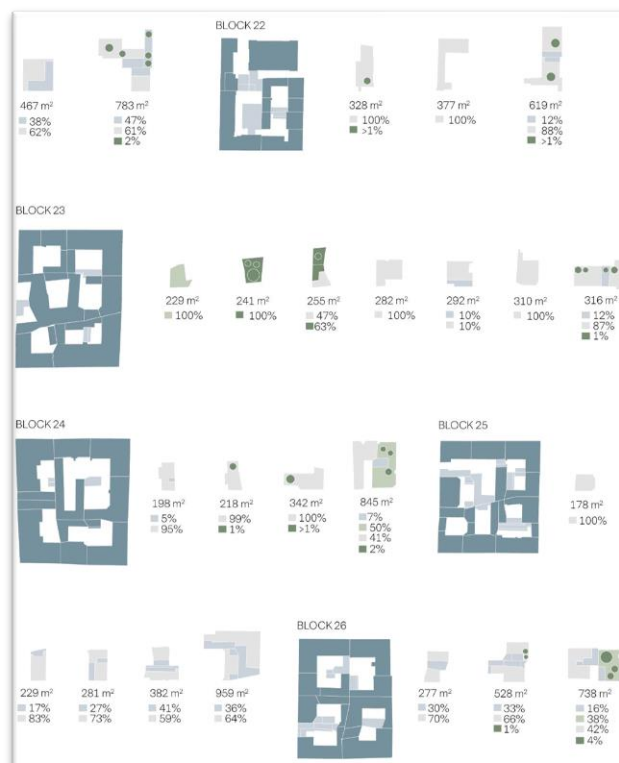 BLOCK 22
467 m²
38%
62%
783 m²
47%
61%
2%
328 m²
100%
>1%
377 m²
100%
619 m²
12%
88%
>1%
BLOCK 23
229 m²
100%
241 m²
100%
255 m²
47%
63%
282 m²
100%
292 m²
10%
10%
310 m²
100%
316 m²
12%
87%
1%
BLOCK 24
198 m²
5%
95%
218 m²
99%
1%
342 m²
100%
>1%
845 m²
7%
50%
41%
2%
BLOCK 25
178 m²
100%
229 m²
17%
83%
281 m²
27%
73%
382 m²
41%
59%
959 m²
36%
64%
BLOCK 26
277 m²
30%
70%
528 m²
33%
66%
1%
738 m²
16%
38%
42%
4%